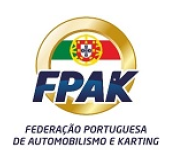 FPAK
FEDERAÇÃO PORTUGUESA
DE AUTOMOBILISMO E KARTING